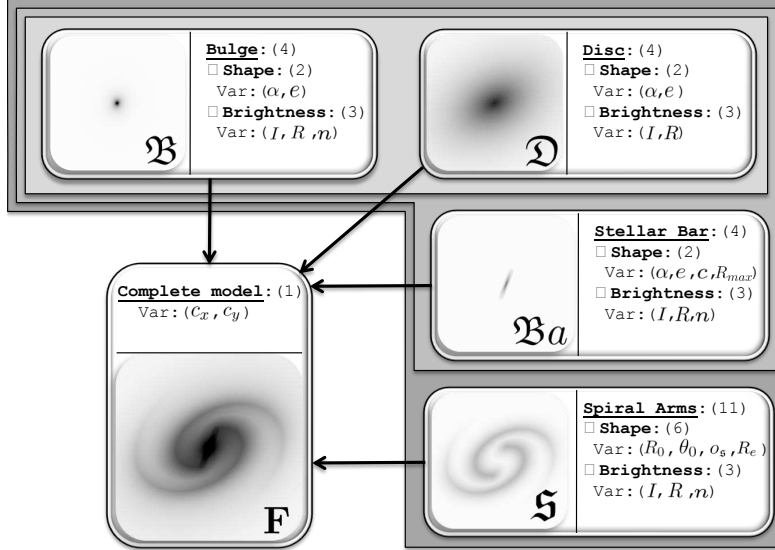 Bulge: (4)
□ Shape: (2)
Var: (α, e)
□ Brightness: (3)
Var: (I, R ,n)
𝔅
Disc: (4)
□ Shape: (2)
Var: (α,e )
□ Brightness: (3)
Var: (I,R)
𝔇
Stellar Bar: (4)
□ Shape: (2)
Var: (α,e ,c,R_max)
□ Brightness: (3)
Var: (I,R,n)
𝔅a
Complete model: (1)
Var: (c_x , c_y )
F
Spiral Arms: (11)
□ Shape: (6)
Var: (R_0 , θ_0, o_𝔰, R_e )
□ Brightness: (3)
Var: (I, R ,n)
𝕾